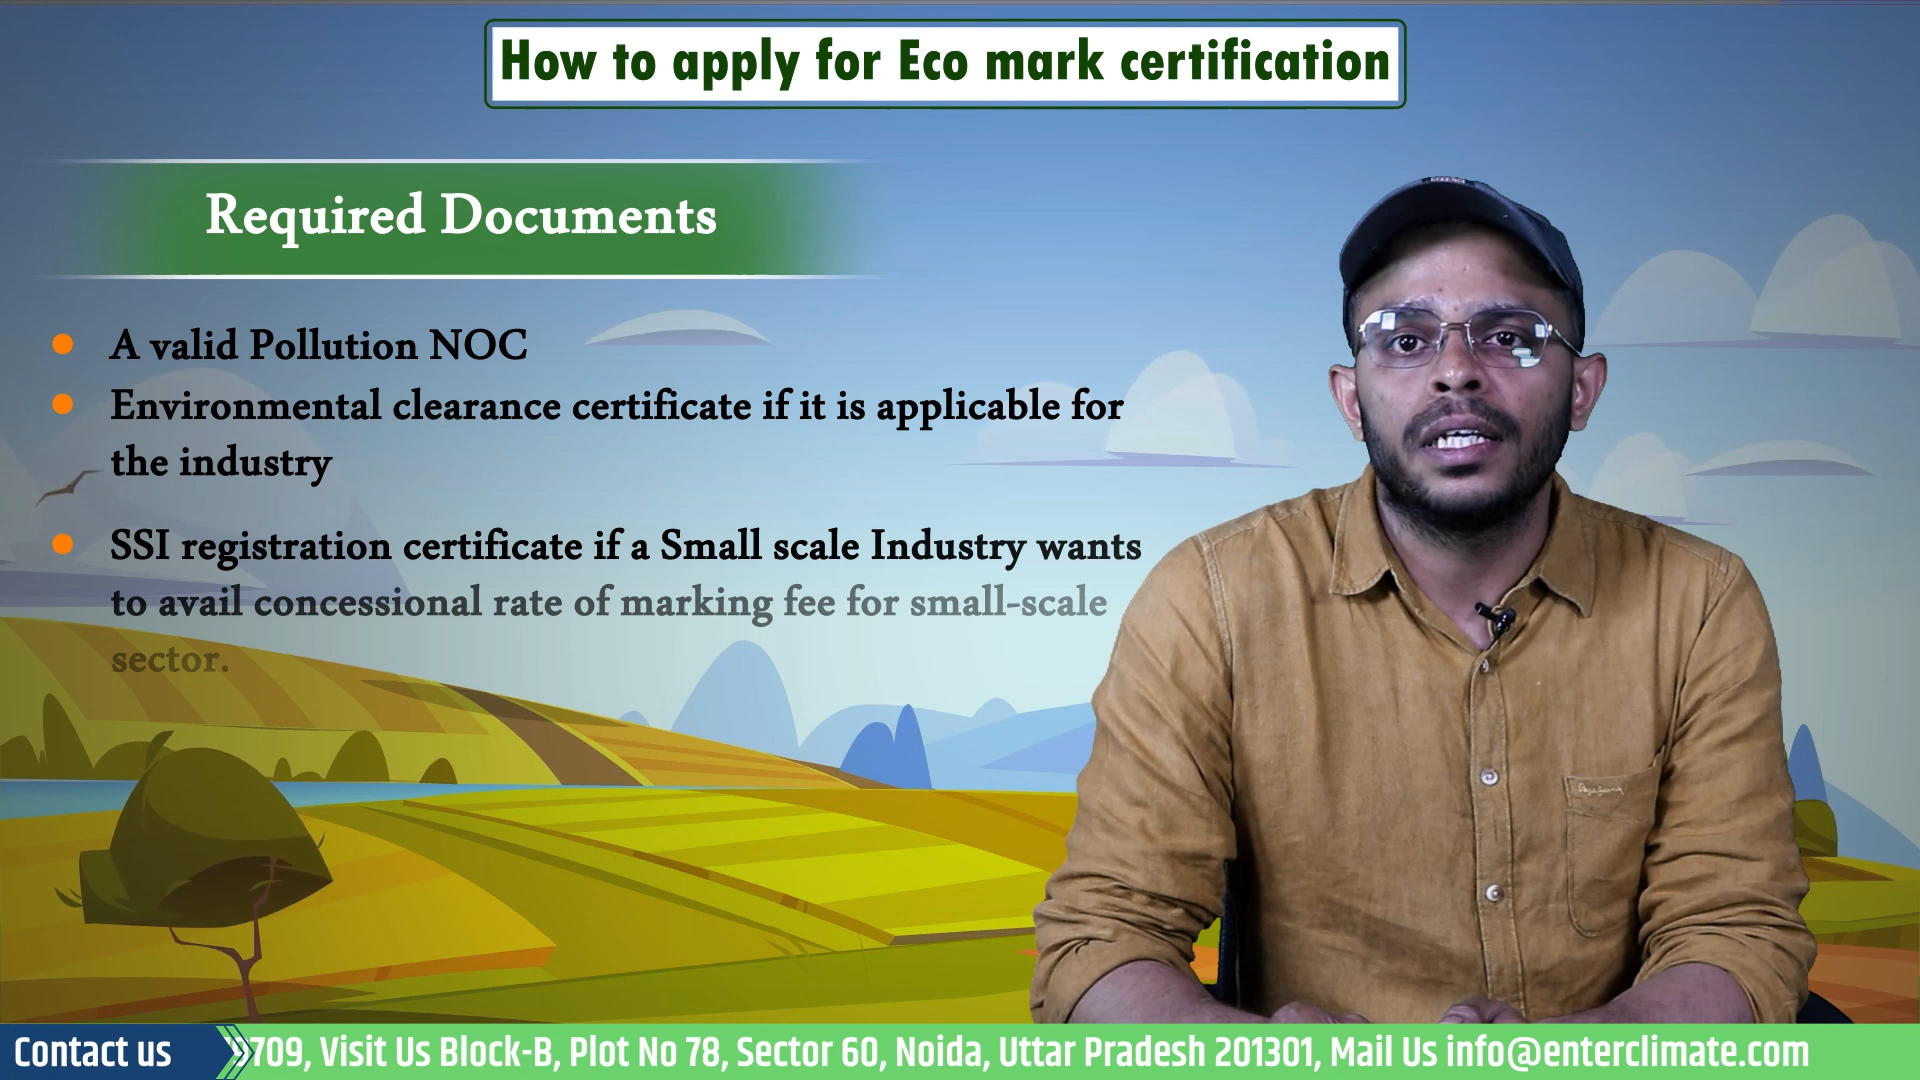 How to apply for Eco mark certification
Required Documents
A valid Pollution NOC
Environmental clearance certificate if it is applicable for
the industry
SSI registration certificate if a Small scale Industry wants
to avail concessional rate of marking fee for small-scale
sector.
Contact us
709, Visit Us Block-B, Plot No 78, Sector 60, Noida, Uttar Pradesh 201301, Mail Us info@enterclimate.com